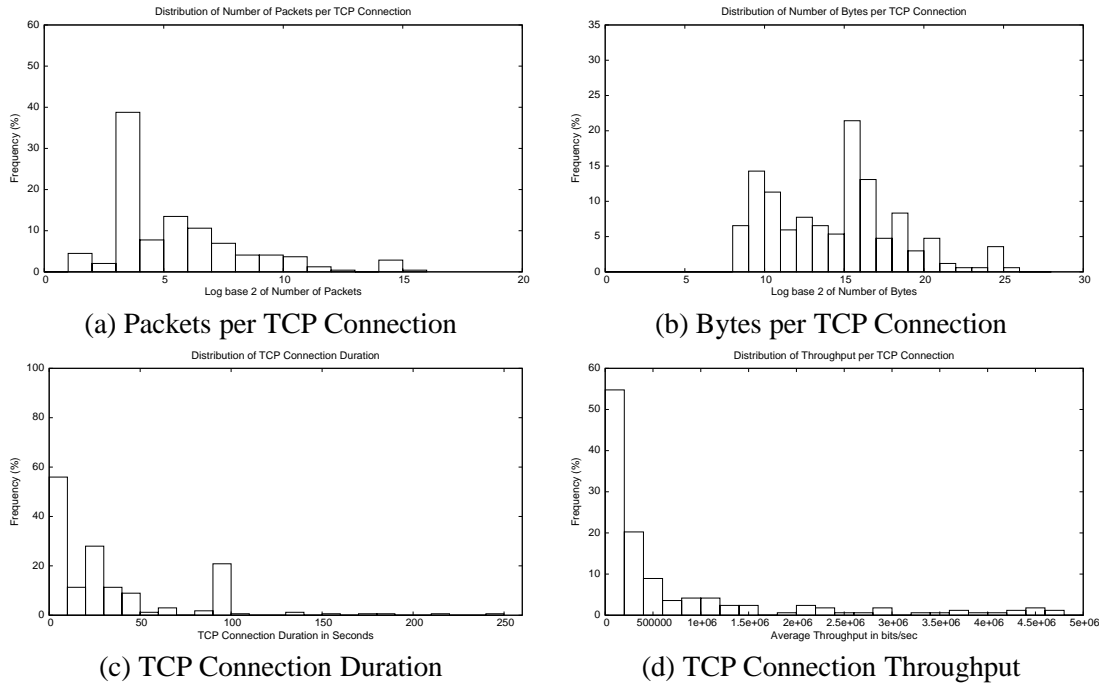 Distribution of Number of Packets per TCP Connection
60
50
40
30
20
10
0
Frequency (%)
0 5 10 15 20
Log base 2 of Number of Packets
(a) Packets per TCP Connection
Distribution of Number of Bytes per TCP Connection
35
30
25
20
15
10
5
0
Frequency (%)
0 5 10 15 20 25 30
Log base 2 of Number of Bytes
(b) Bytes per TCP Connection
Distribution of TCP Connection Duration
100
80
60
40
20
0
Frequency (%)
0 50 100 150 200 250
TCP Connection Duration in Seconds
(c) TCP Connection Duration
Distribution of Throughput per TCP Connection
60
50
40
30
20
10
0
Frequency (%)
0 500000 1e+06 1.5e+06 2e+06 2.5e+06 3e+06 3.5e+06 4e+06 4.5e+06 5e+06
Average Throughput in bits/sec
(d) TCP Connection Throughput